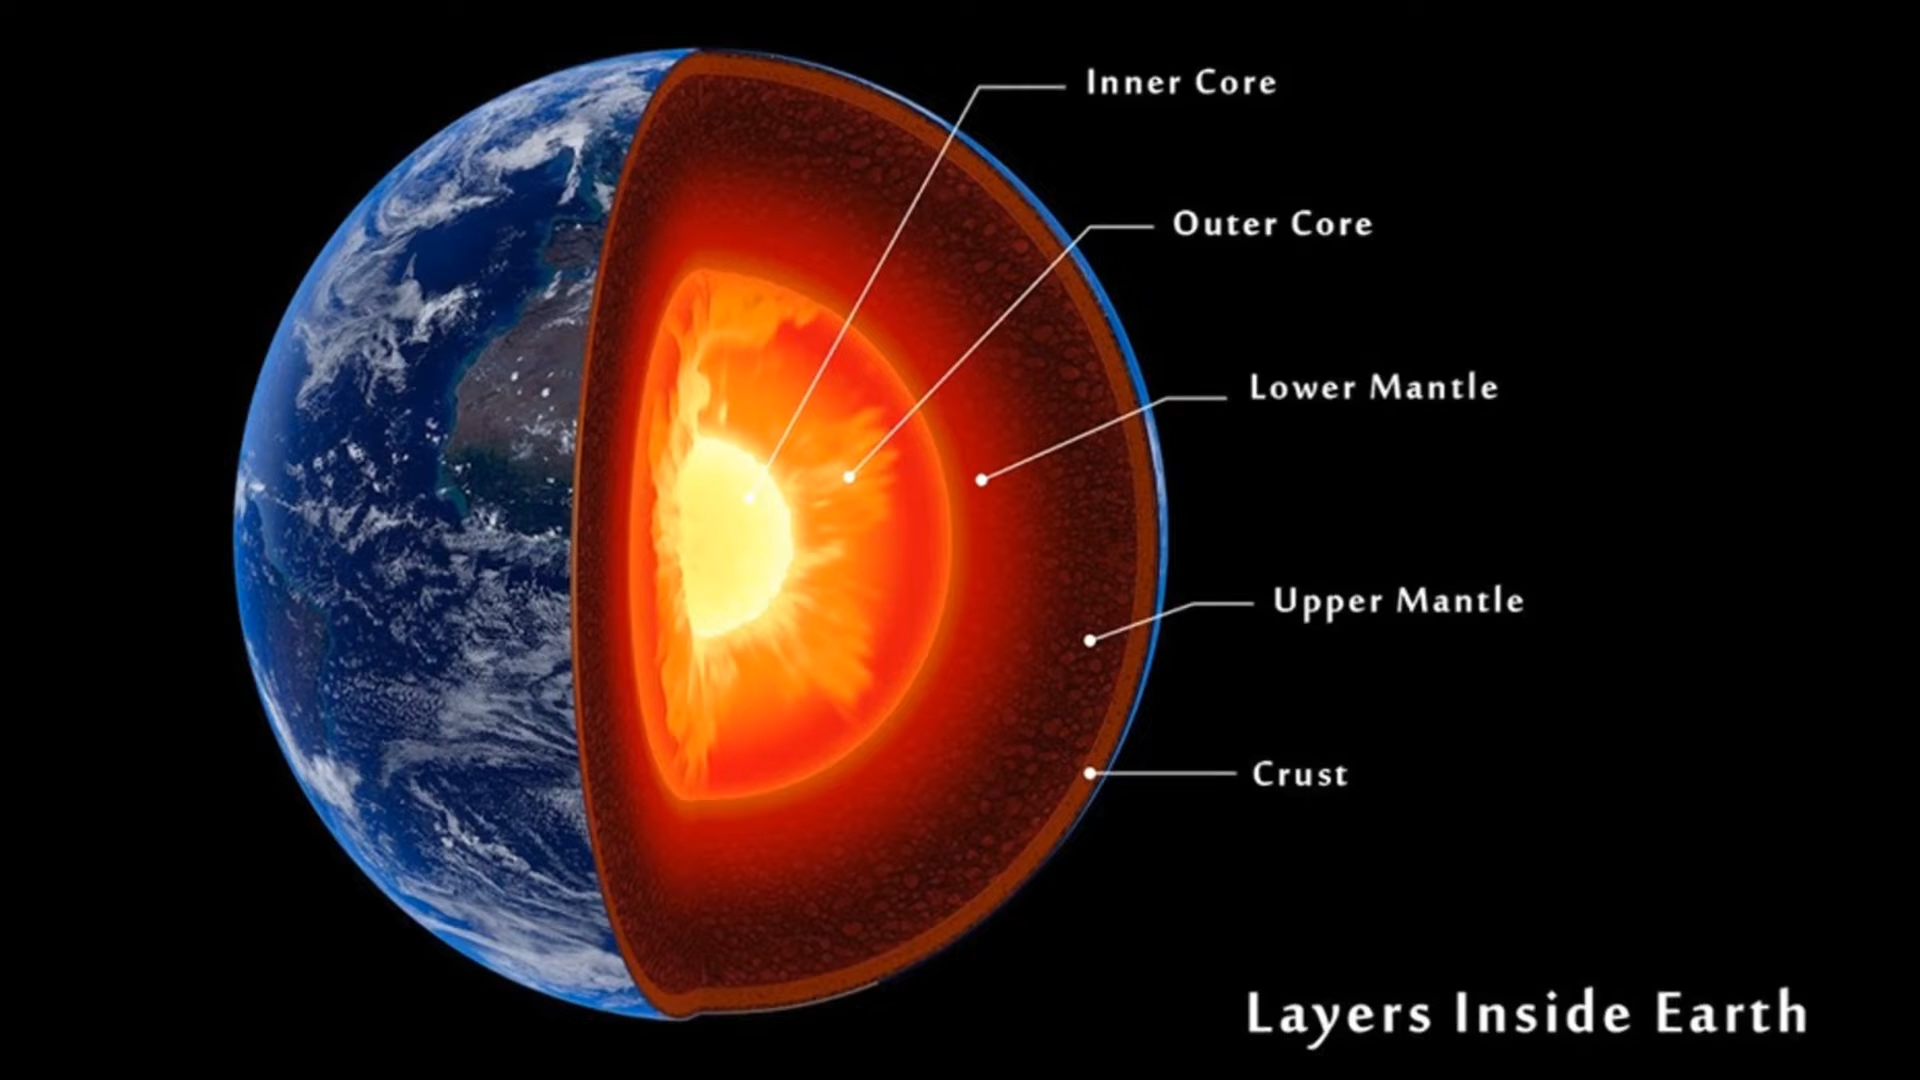 Inner Core
Outer Core
Lower Mantle
Upper Mantle
Crust
Layers Inside Earth